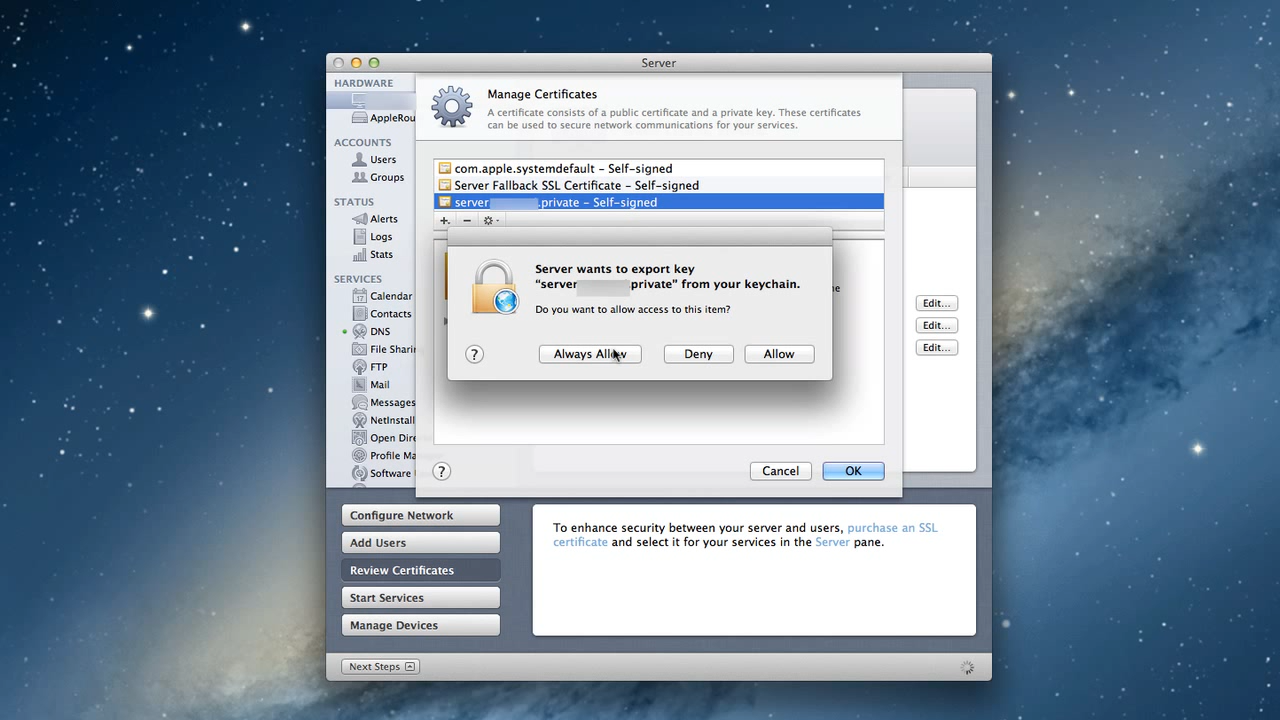 Server
HARDWARE
AppleRou
ACCOUNTS
Users
Groups
STATUS
Alerts
Logs
Stats
SERVICES
Calendar
Contacts
DNS
File Sharin
FTP
Mail
Messages
NetInstall
Open Dire
Profile Man
Software
Manage Certificates
A certificate consists of a public certificate and a private key. These certificates
can be used to secure network communications for your services.
com.apple.systemdefault – Self-signed
Server Fallback SSL Certificate – Self-signed
server .private – Self-signed
Server wants to export key
"server private" from your keychain.
Do you want to allow access to this item?
? Always Allow Deny Allow
Edit...
Edit...
Edit...
? Cancel OK
Configure Network
Add Users
Review Certificates
Start Services
Manage Devices
To enhance security between your server and users, purchase an SSL
certificate and select it for your services in the Server pane.
Next Steps